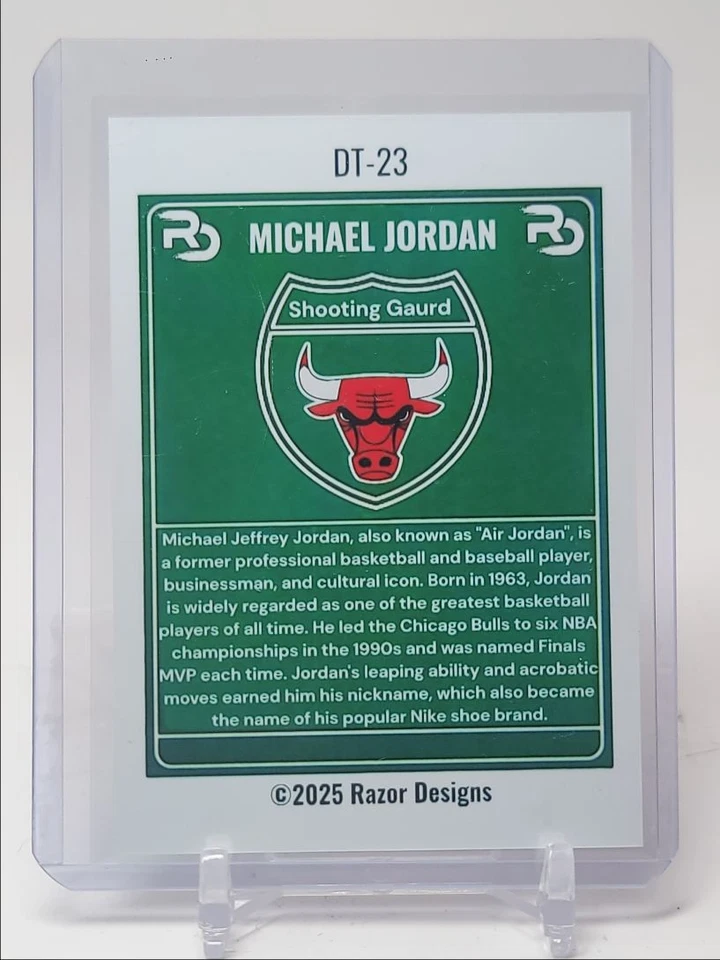 DT-23
RD MICHAEL JORDAN RD
Shooting Gaurd
Michael Jeffrey Jordan, also known as "Air Jordan", is
a former professional basketball and baseball player,
businessman, and cultural icon. Born in 1963, Jordan
is widely regarded as one of the greatest basketball
players of all time. He led the Chicago Bulls to six NBA
championships in the 1990s and was named Finals
MVP each time. Jordan's leaping ability and acrobatic
moves earned him his nickname, which also became
the name of his popular Nike shoe brand.
©2025 Razor Designs